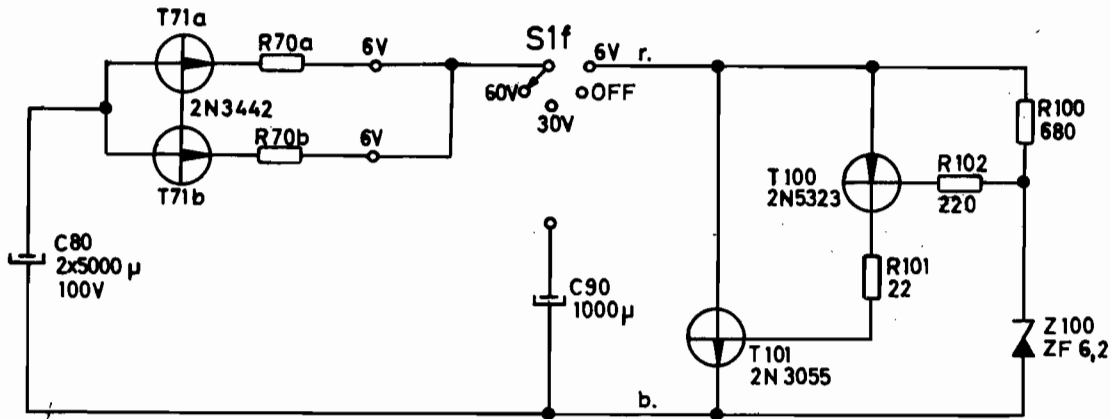 T71a
R70a
6V
S1f
6V r.
60V
OFF
30V
2N3442
R70b
6V
T71b
R100
680
T100
2N5323
R102
220
C80
2x5000 µ
100V
C90
1000 µ
R101
22
T101
2N 3055
Z100
ZF 6,2
b.